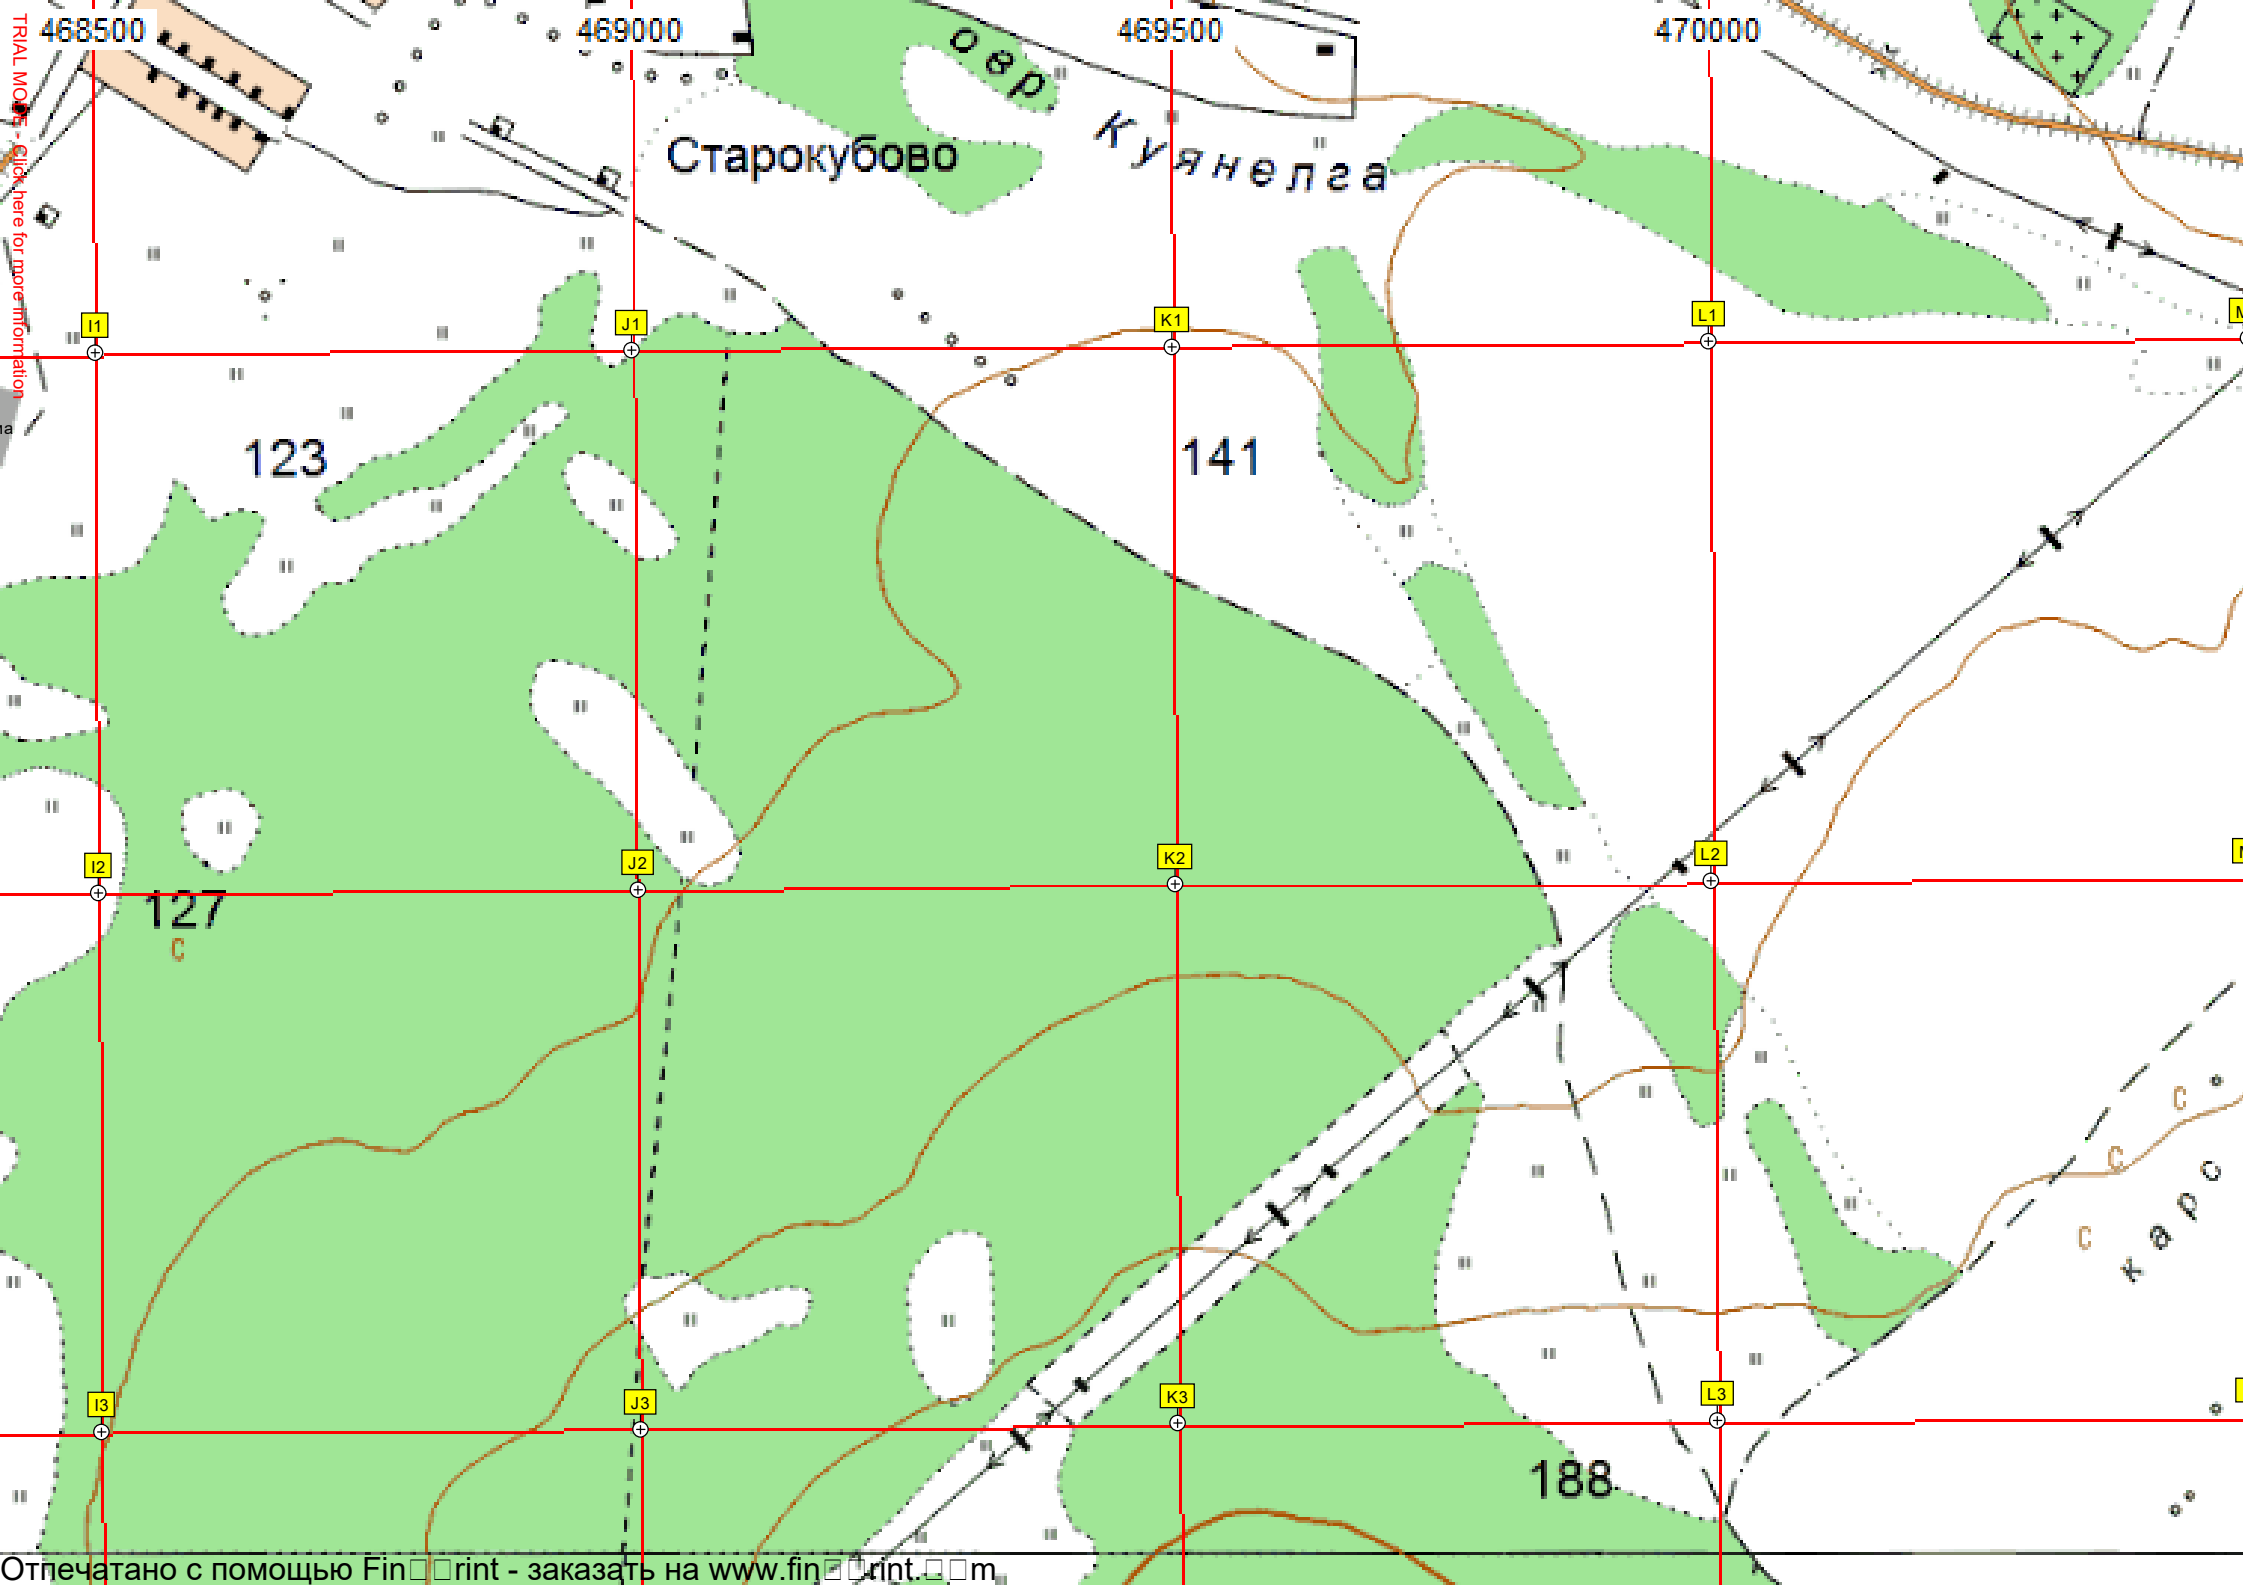 468500 469000 469500 470000
TRIAL MODE - Click here for more information
овр
Куянелга
Старокубово
I1 J1 K1 L1
123
141
I2 J2 K2 L2
127
С
С
С
С
карс
I3 J3 K3 L3
188